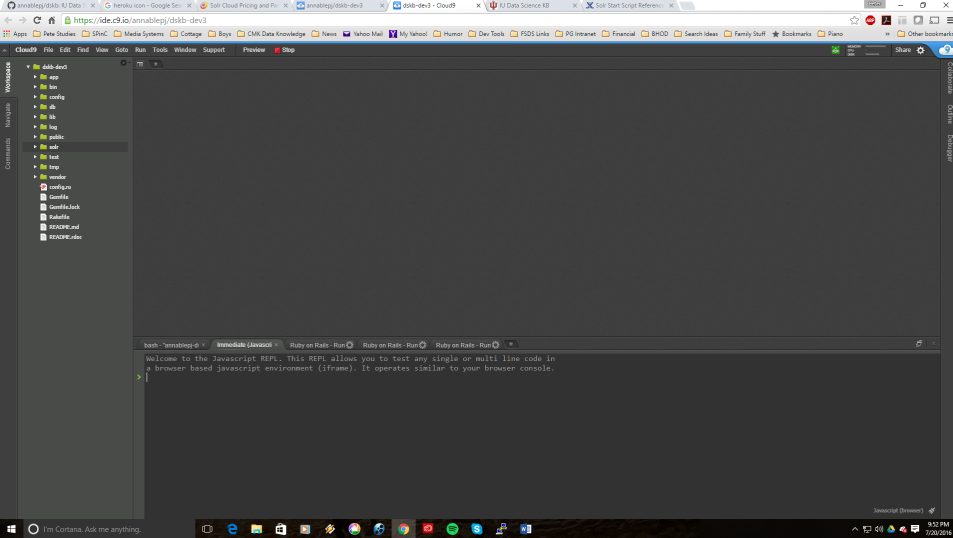 annablepj/dskb- IU Data S
heroku icon - Google Sea
Solr Cloud Pricing and Pa
annablepj/dskb-dev3
dskb-dev3 - Cloud9
IU Data Science KB
Solr Start Script Reference
https://ide.c9.io/annablepj/dskb-dev3
Apps Pete Studies SPinC Media Systems Cottage Boys CMK Data Knowledge News Yahoo Mail My Yahoo! Humor Dev Tools FSDS Links PG Intranet Financial BHOD Search Ideas Family Stuff Bookmarks Piano » Other bookmarks
Cloud9 File Edit Find View Goto Run Tools Window Support Preview Stop
MEMORY
CPU
DISK
Share
Workspace
Navigate
Commands
dskb-dev3
app
bin
config
db
lib
log
public
solr
test
tmp
vendor
config.ru
Gemfile
Gemfile.lock
Rakefile
README.md
README.rdoc
Collaborate
Outline
Debugger
bash - "annablepj-d Immediate (Javascri Ruby on Rails - Run Ruby on Rails - Run Ruby on Rails - Run
Welcome to the Javascript REPL. This REPL allows you to test any single or multi line code in
a browser based javascript environment (iframe). It operates similar to your browser console.
Javascript (browser)
I'm Cortana. Ask me anything.
9:52 PM
7/20/2016